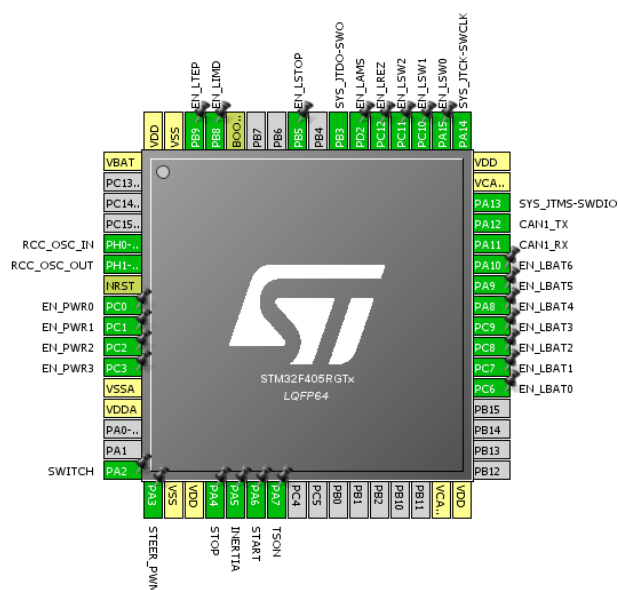 EN_LTEP
EN_LIMD
EN_LSTOP
SYS_JTDO-SWO
EN_LAMS
EN_LREZ
EN_LSW2
EN_LSW1
EN_LSW0
SYS_JTCK-SWCLK
VDD
VSS
PB9
PB8
BOO..
PB7
PB6
PB5
PB4
PB3
PD2
PC12
PC11
PC10
PA15
PA14
VBAT
PC13..
PC14..
PC15..
RCC_OSC_IN PH0-..
RCC_OSC_OUT PH1-..
NRST
EN_PWR0 PC0
EN_PWR1 PC1
EN_PWR2 PC2
EN_PWR3 PC3
VSSA
VDDA
PA0-..
PA1
SWITCH PA2
STM32F405RGTx
LQFP64
VDD
VCA..
PA13 SYS_JTMS-SWDIO
PA12 CAN1_TX
PA11 CAN1_RX
PA10 EN_LBAT6
PA9 EN_LBAT5
PA8 EN_LBAT4
PC9 EN_LBAT3
PC8 EN_LBAT2
PC7 EN_LBAT1
PC6 EN_LBAT0
PB15
PB14
PB13
PB12
PA3
VSS
VDD
PA4
PA5
PA6
PA7
PC4
PC5
PB0
PB1
PB2
PB10
PB11
VCA..
VDD
STEER_PWM
STOP
INERTIA
START
TSON